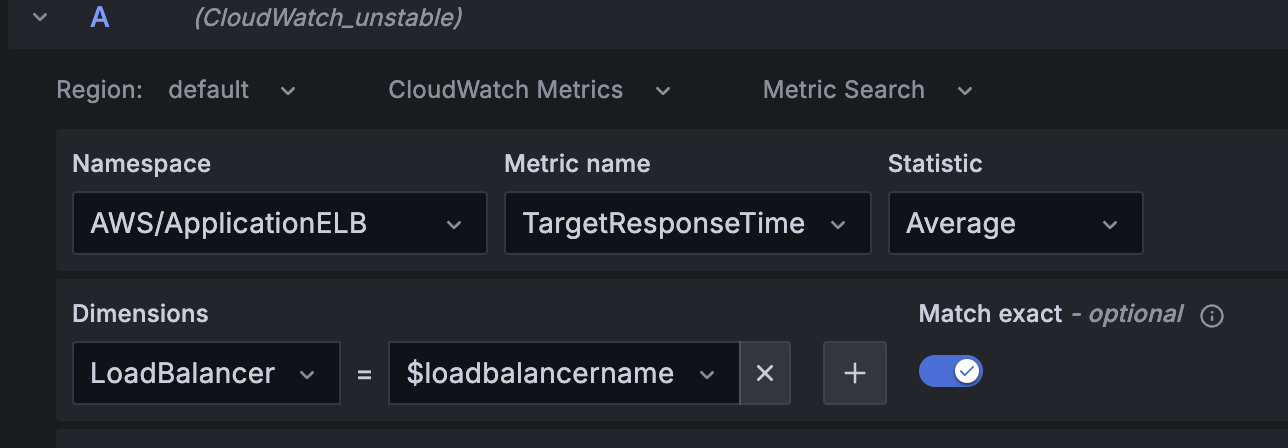 A (CloudWatch_unstable)
Region: default CloudWatch Metrics Metric Search
Namespace Metric name Statistic
AWS/ApplicationELB TargetResponseTime Average
Dimensions Match exact - optional
LoadBalancer = $loadbalancername